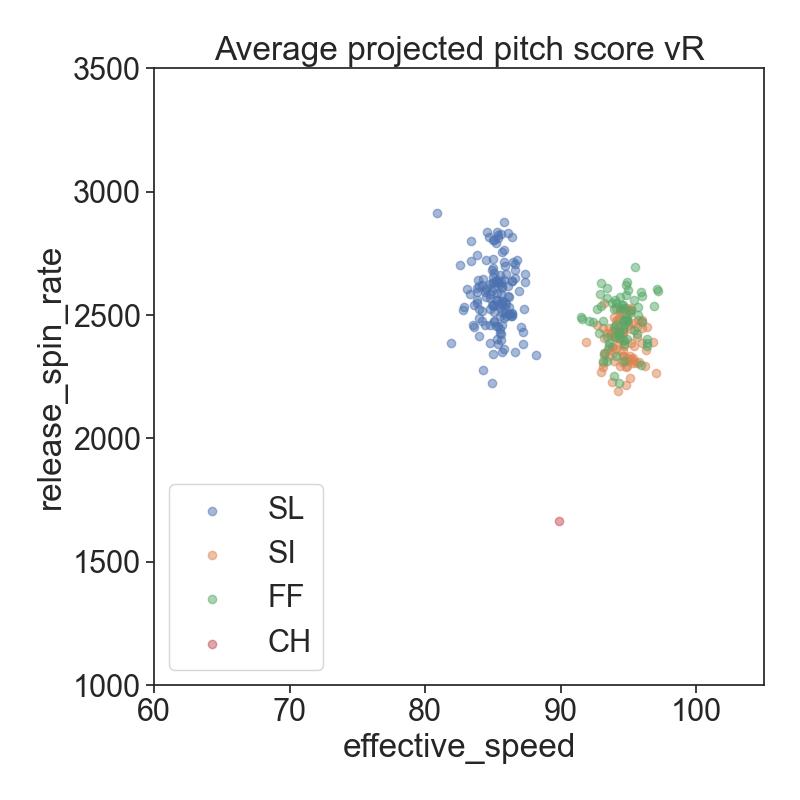 Average projected pitch score vR
3500
3000
2500
2000
1500
1000
release_spin_rate
SL
SI
FF
CH
60 70 80 90 100
effective_speed